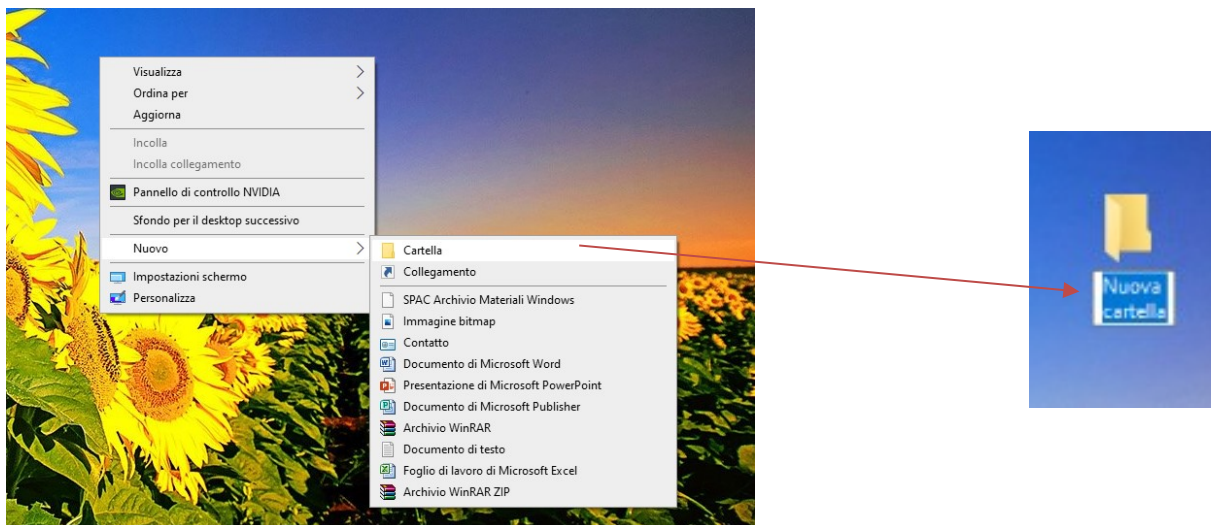 Visualizza
Ordina per
Aggiorna
Incolla
Incolla collegamento
Pannello di controllo NVIDIA
Sfondo per il desktop successivo
Nuovo
Impostazioni schermo
Personalizza
Cartella
Collegamento
SPAC Archivio Materiali Windows
Immagine bitmap
Contatto
Documento di Microsoft Word
Presentazione di Microsoft PowerPoint
Documento di Microsoft Publisher
Archivio WinRAR
Documento di testo
Foglio di lavoro di Microsoft Excel
Archivio WinRAR ZIP
Nuova
cartella